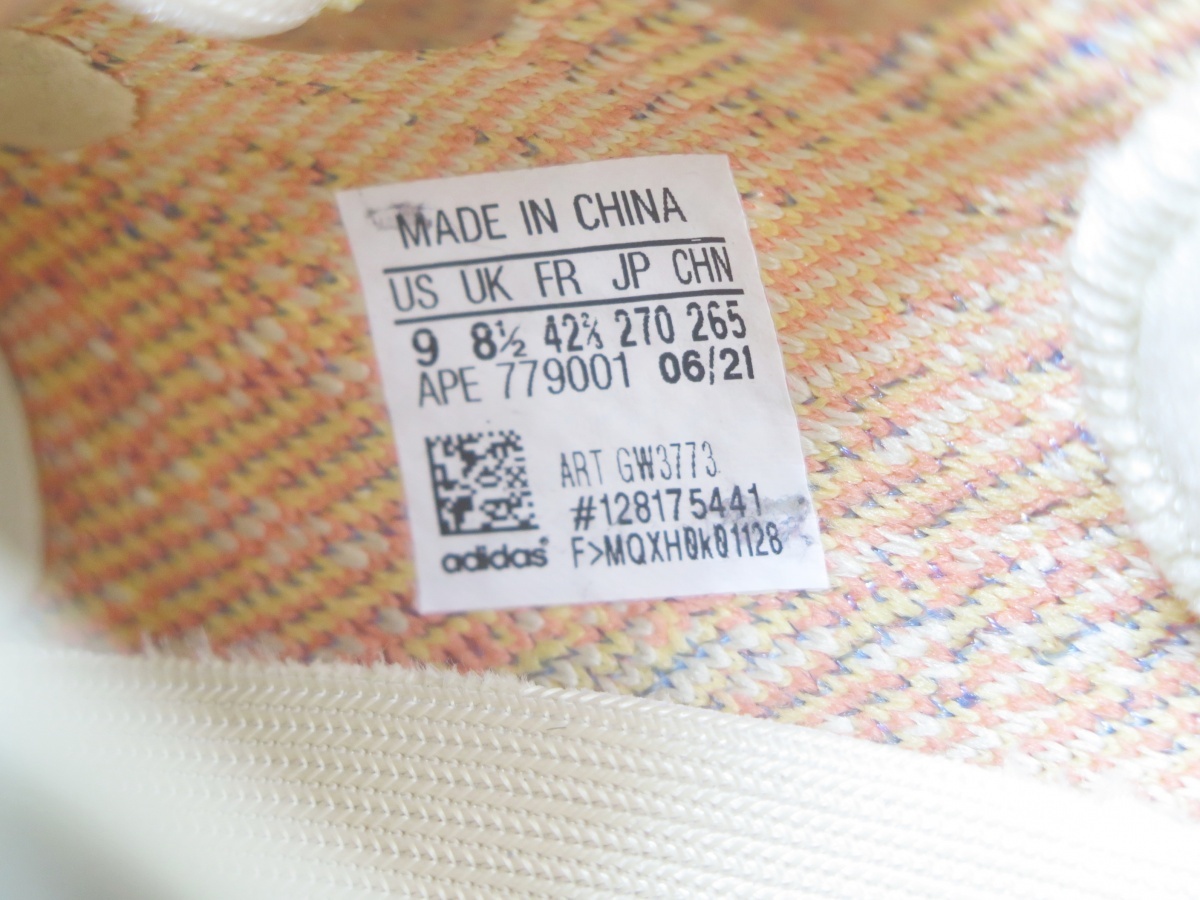 MADE IN CHINA
US UK FR JP CHN
9 8½ 42⅔ 270 265
APE 779001 06/21
ART GW3773
#128175441
adidas® F>MQXH0k01128